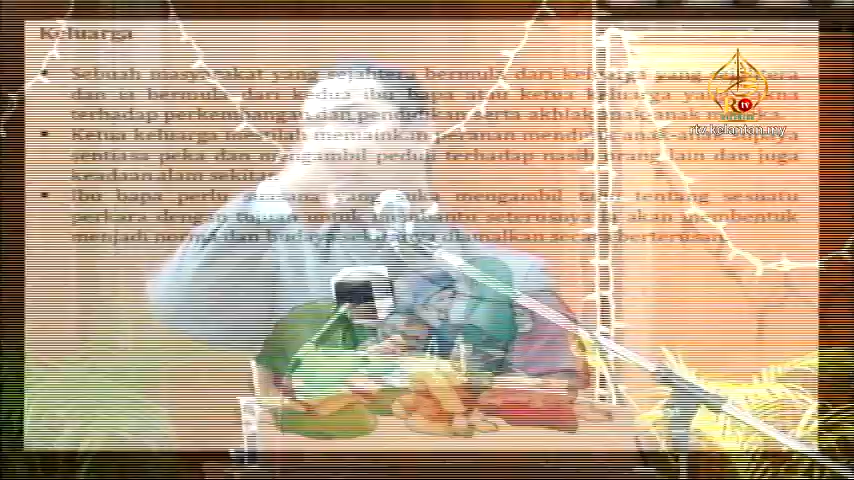 Keluarga
Sebuah masyarakat yang sejahtera bermula dari keluarga yang sejahtera
dan ia bermula dari kedua ibu bapa atau ketua keluarga
terhadap perkembangan dan pendidikan serta akhlak anak-anak mereka.
Ketua keluarga mestilah memainkan peranan mendidik anak-anak supaya
sentiasa peka dan mengambil peduli terhadap nasib orang lain dan juga
keadaan alam sekitar.
Ibu bapa perlu yang suka mengambil tahu tentang sesuatu
perkara dengan tujuan untuk membantu seterusnya ia akan membentuk
menjadi norma dan budaya diamalkan secara berterusan.
R tv
rtv.kelantan.my